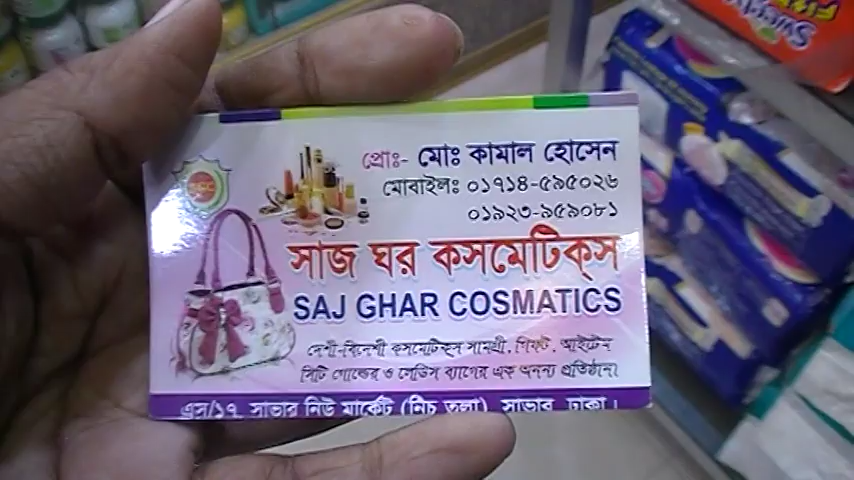 প্রোঃ- মোঃ কামাল হোসেন
মোবাইলঃ ০১৭১৪-৫৯৫০২৬
০১৯২৩-৯৫৯০৮১
সাজ ঘর কসমেটিক্স
SAJ GHAR COSMATICS
দেশী-বিদেশী কসমেটিক্স সামগ্রী, গিফট, আইটেম
সিটি গোল্ডের ও লেডিস ব্যাগের এক অনন্য প্রতিষ্ঠান।
এস/১৭, সাভার নিউ মার্কেট (নিচ তলা), সাভার, ঢাকা।